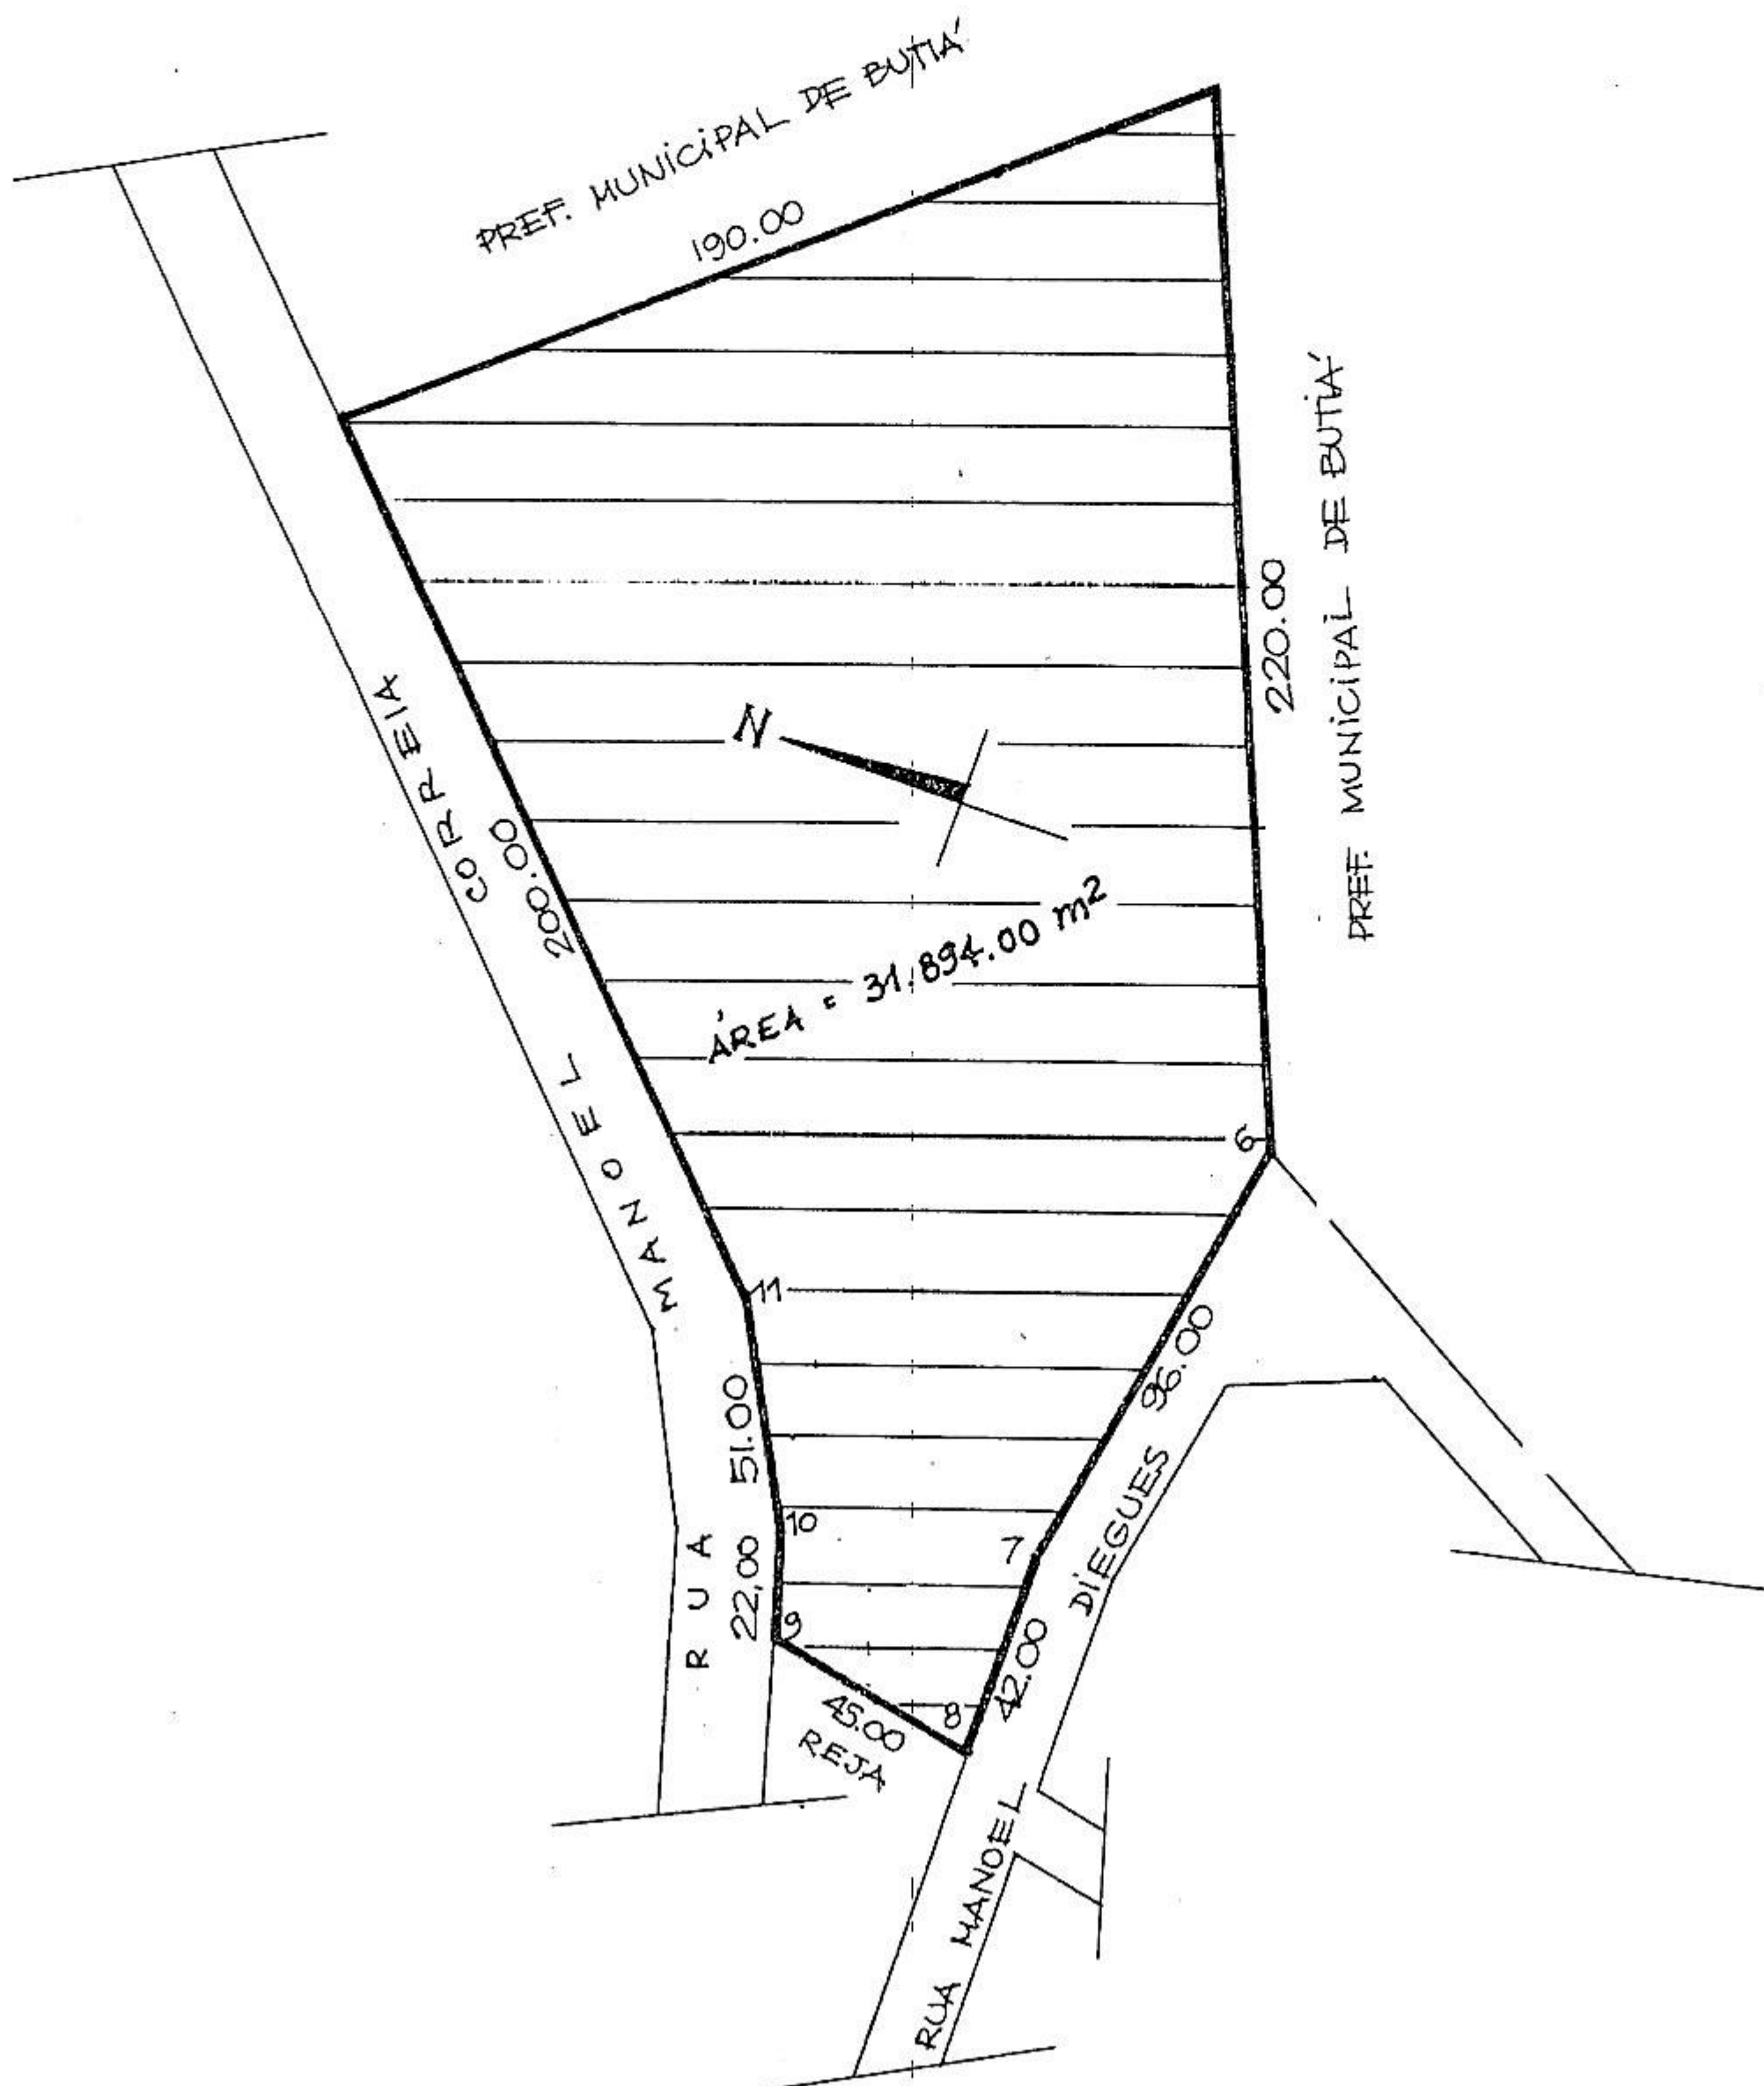 PREF. MUNICIPAL DE BUTIÁ
190.00
PREF. MUNICIPAL DE BUTIÁ
220.00
N
RUA MANOEL CORREIA
200.00
ÁREA = 31.894.00 m²
6
11
96.00
51.00
10
7
22,00
9
42.00
8
45.00
REJA
RUA MANOEL DIEGUES